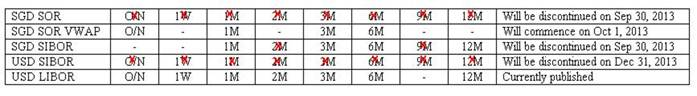 SGD SOR O/N 1W 1M 2M 3M 6M 9M 12M Will be discontinued on Sep 30, 2013
SGD SOR VWAP O/N - 1M - 3M 6M - - Will commence on Oct 1, 2013
SGD SIBOR - - 1M 2M 3M 6M 9M 12M Will be discontinued on Sep 30, 2013
USD SIBOR O/N 1W 1M 2M 3M 6M 9M 12M Will be discontinued on Dec 31, 2013
USD LIBOR O/N 1W 1M 2M 3M 6M - 12M Currently published